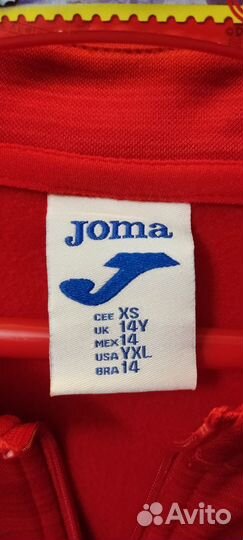 Joma
CEE XS
UK 14Y
MEX 14
USA YXL
BRA 14
Avito